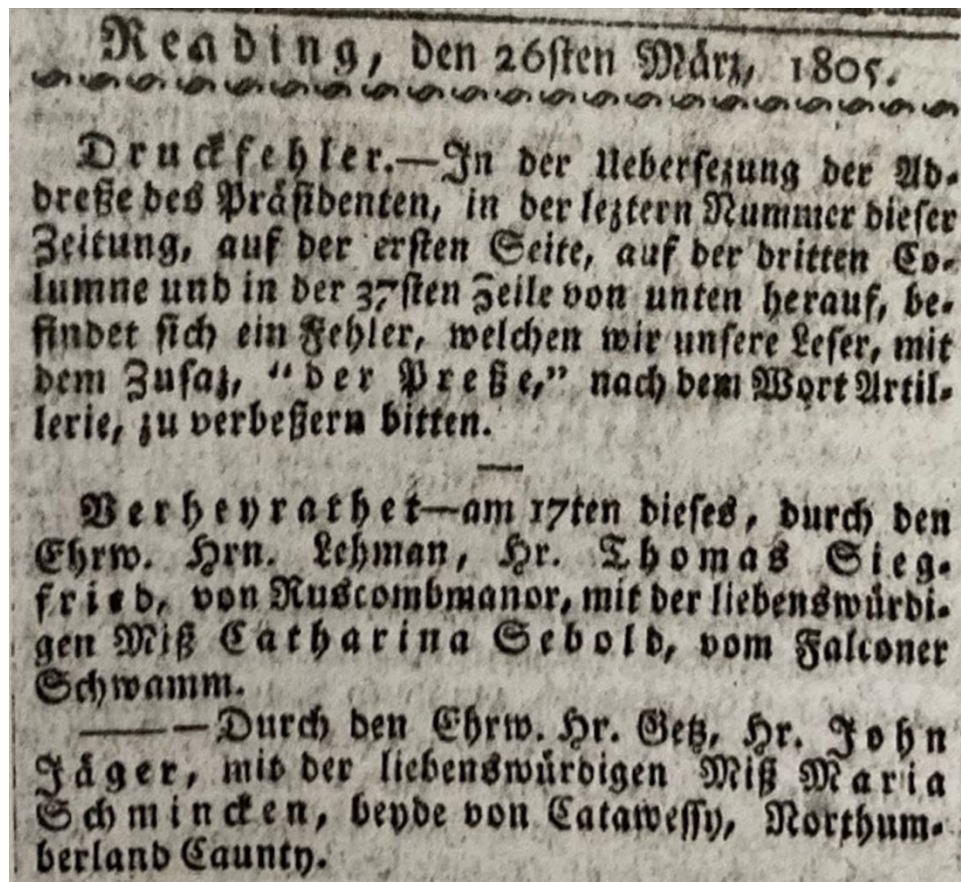 Reading, den 26ſten März, 1805.
Druckfehler.—In der Ueberſezung der Ad-
dreße des Präſidenten, in der leztern Nummer dieſer
Zeitung, auf der erſten Seite, auf der dritten Co-
lumne und in der 37ſten Zeile von unten herauf, be-
findet ſich ein Fehler, welchen wir unſere Leſer, mit
dem Zuſaz, “der Preße,” nach dem Wort Artil-
lerie, zu verbeßern bitten.
—
Verheyrathet—am 17ten dieſes, durch den
Ehrw. Hrn. Lehman, Hr. Thomas Sieg-
fried, von Ruscombmanor, mit der liebenswürdi-
gen Miß Catharina Sebold, vom Falconer
Schwamm.
———Durch den Ehrw. Hr. Getz, Hr. John
Jäger, mit der liebenswürdigen Miß Maria
Schmincken, beyde von Cataweſſy, Northum-
berland Caunty.